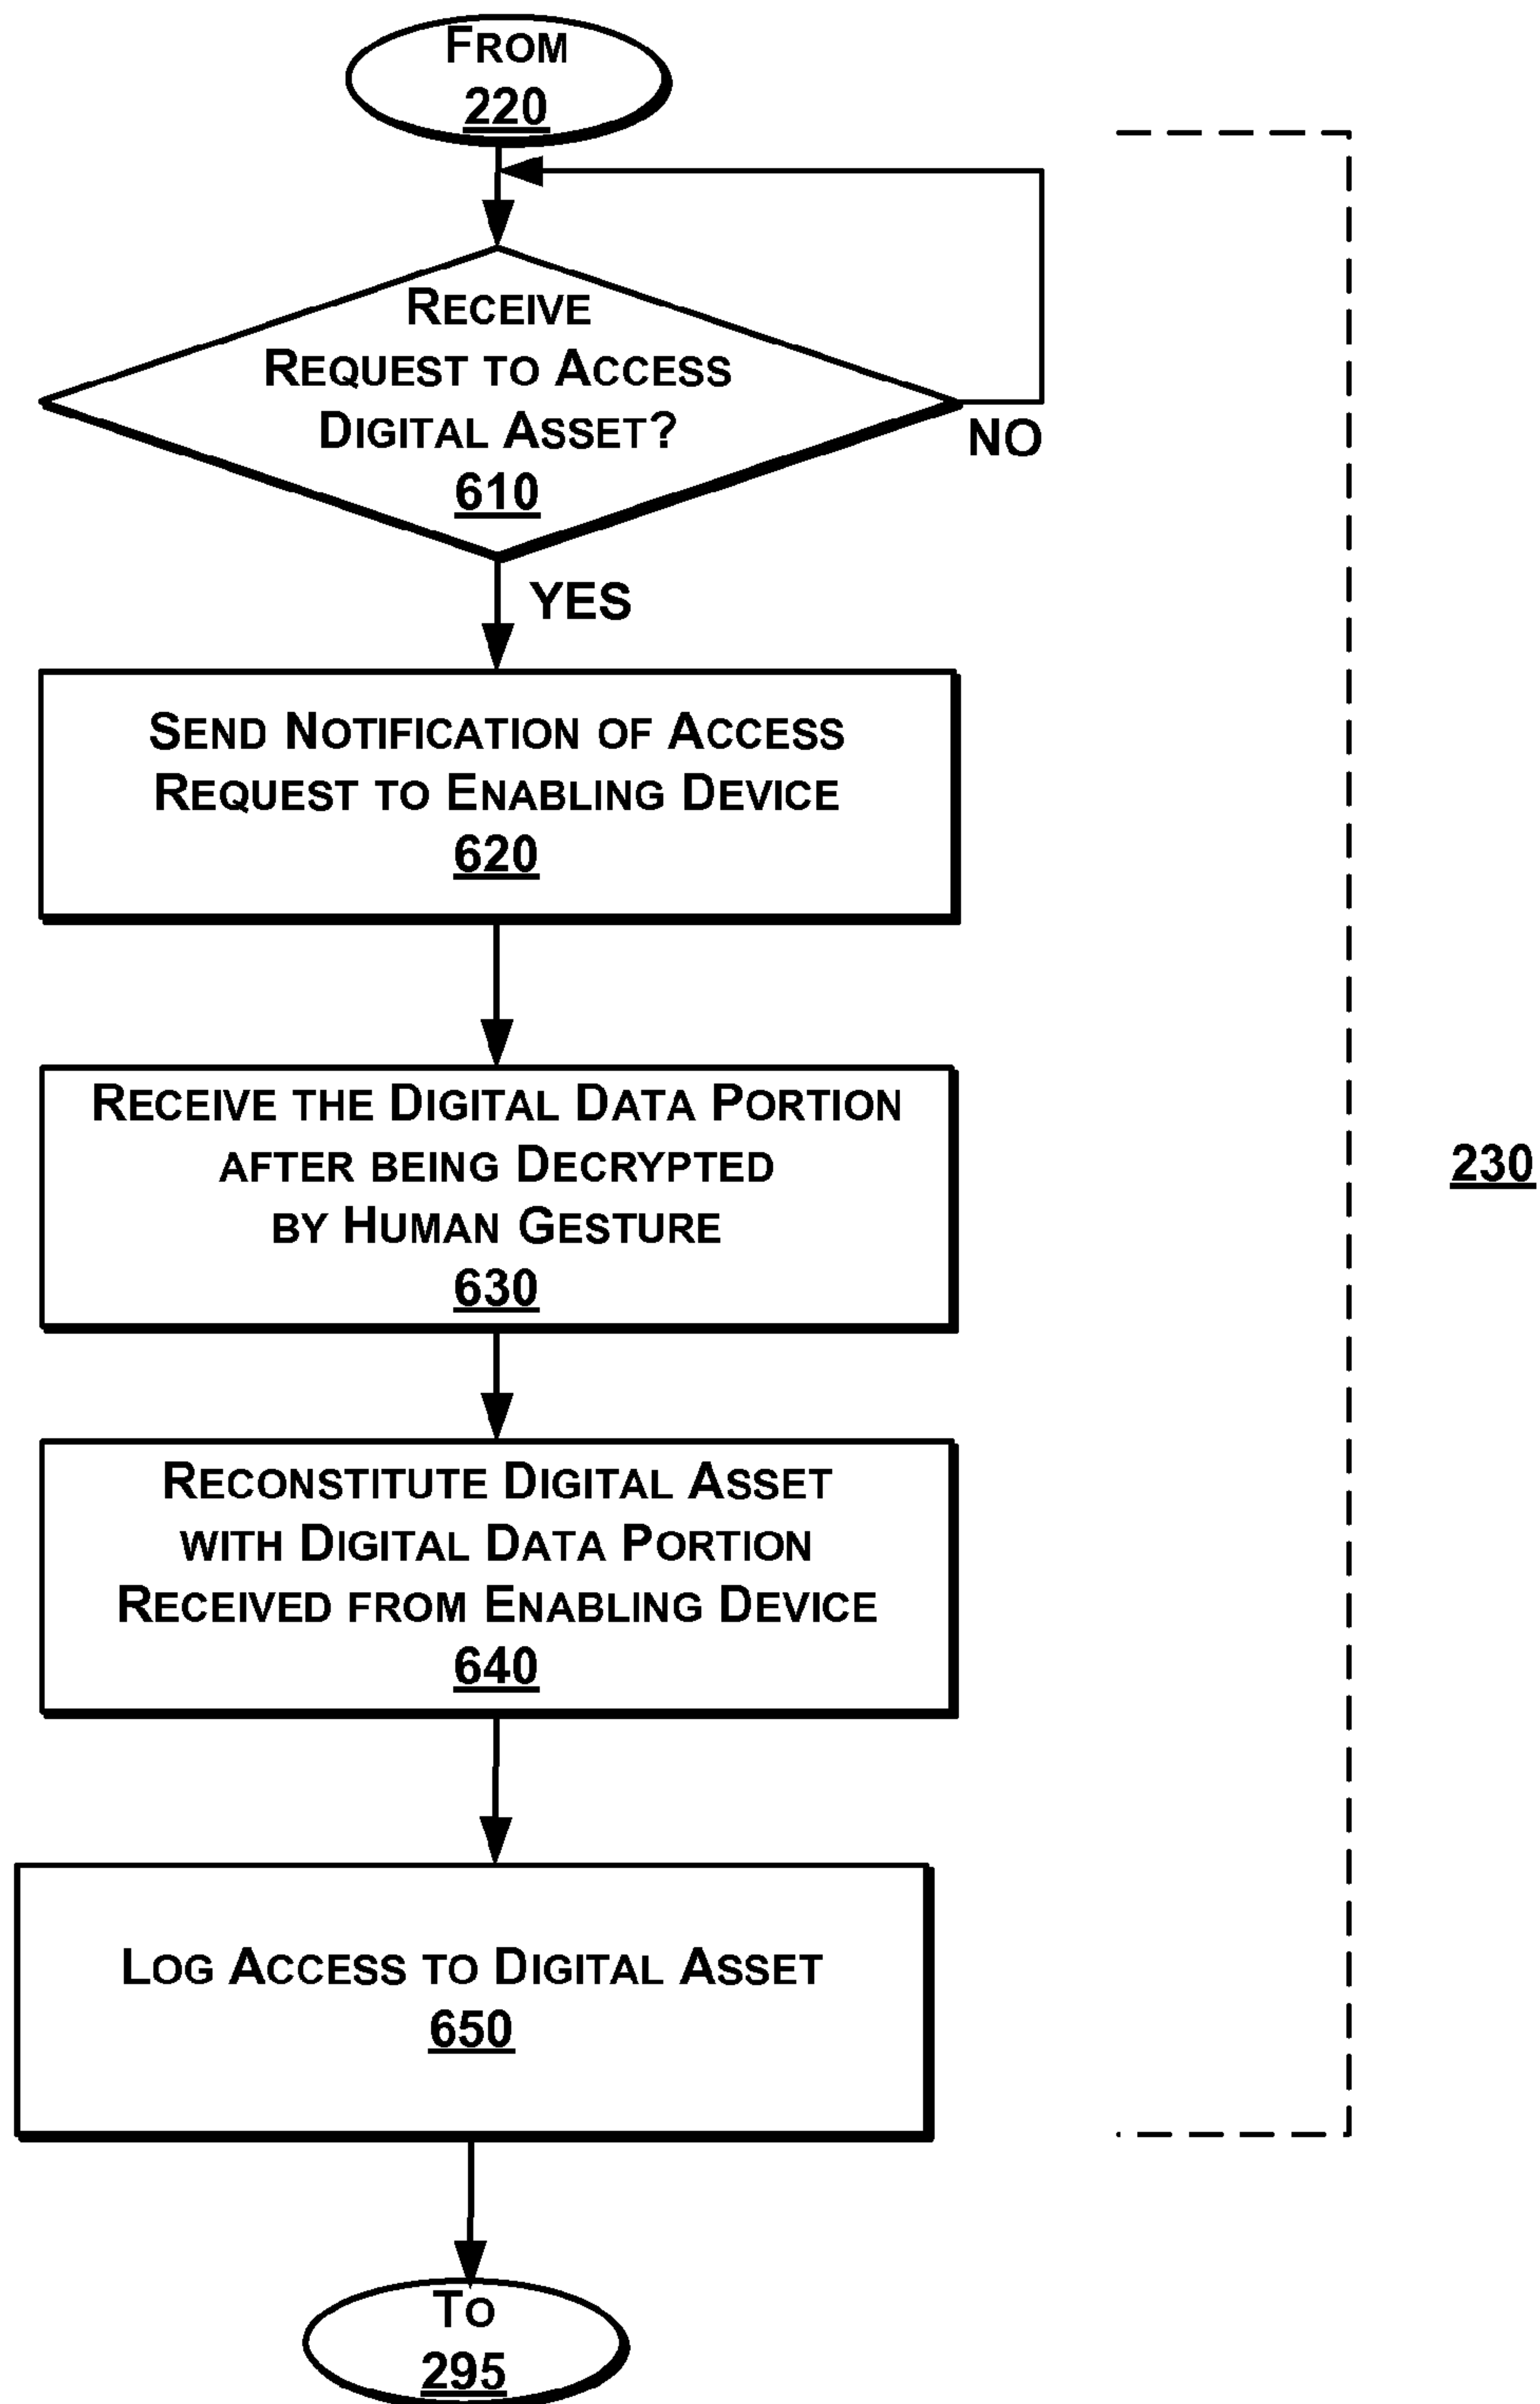 FROM
220
RECEIVE
REQUEST TO ACCESS
DIGITAL ASSET?
610
NO
YES
SEND NOTIFICATION OF ACCESS
REQUEST TO ENABLING DEVICE
620
RECEIVE THE DIGITAL DATA PORTION
AFTER BEING DECRYPTED
BY HUMAN GESTURE
630
230
RECONSTITUTE DIGITAL ASSET
WITH DIGITAL DATA PORTION
RECEIVED FROM ENABLING DEVICE
640
LOG ACCESS TO DIGITAL ASSET
650
TO
295